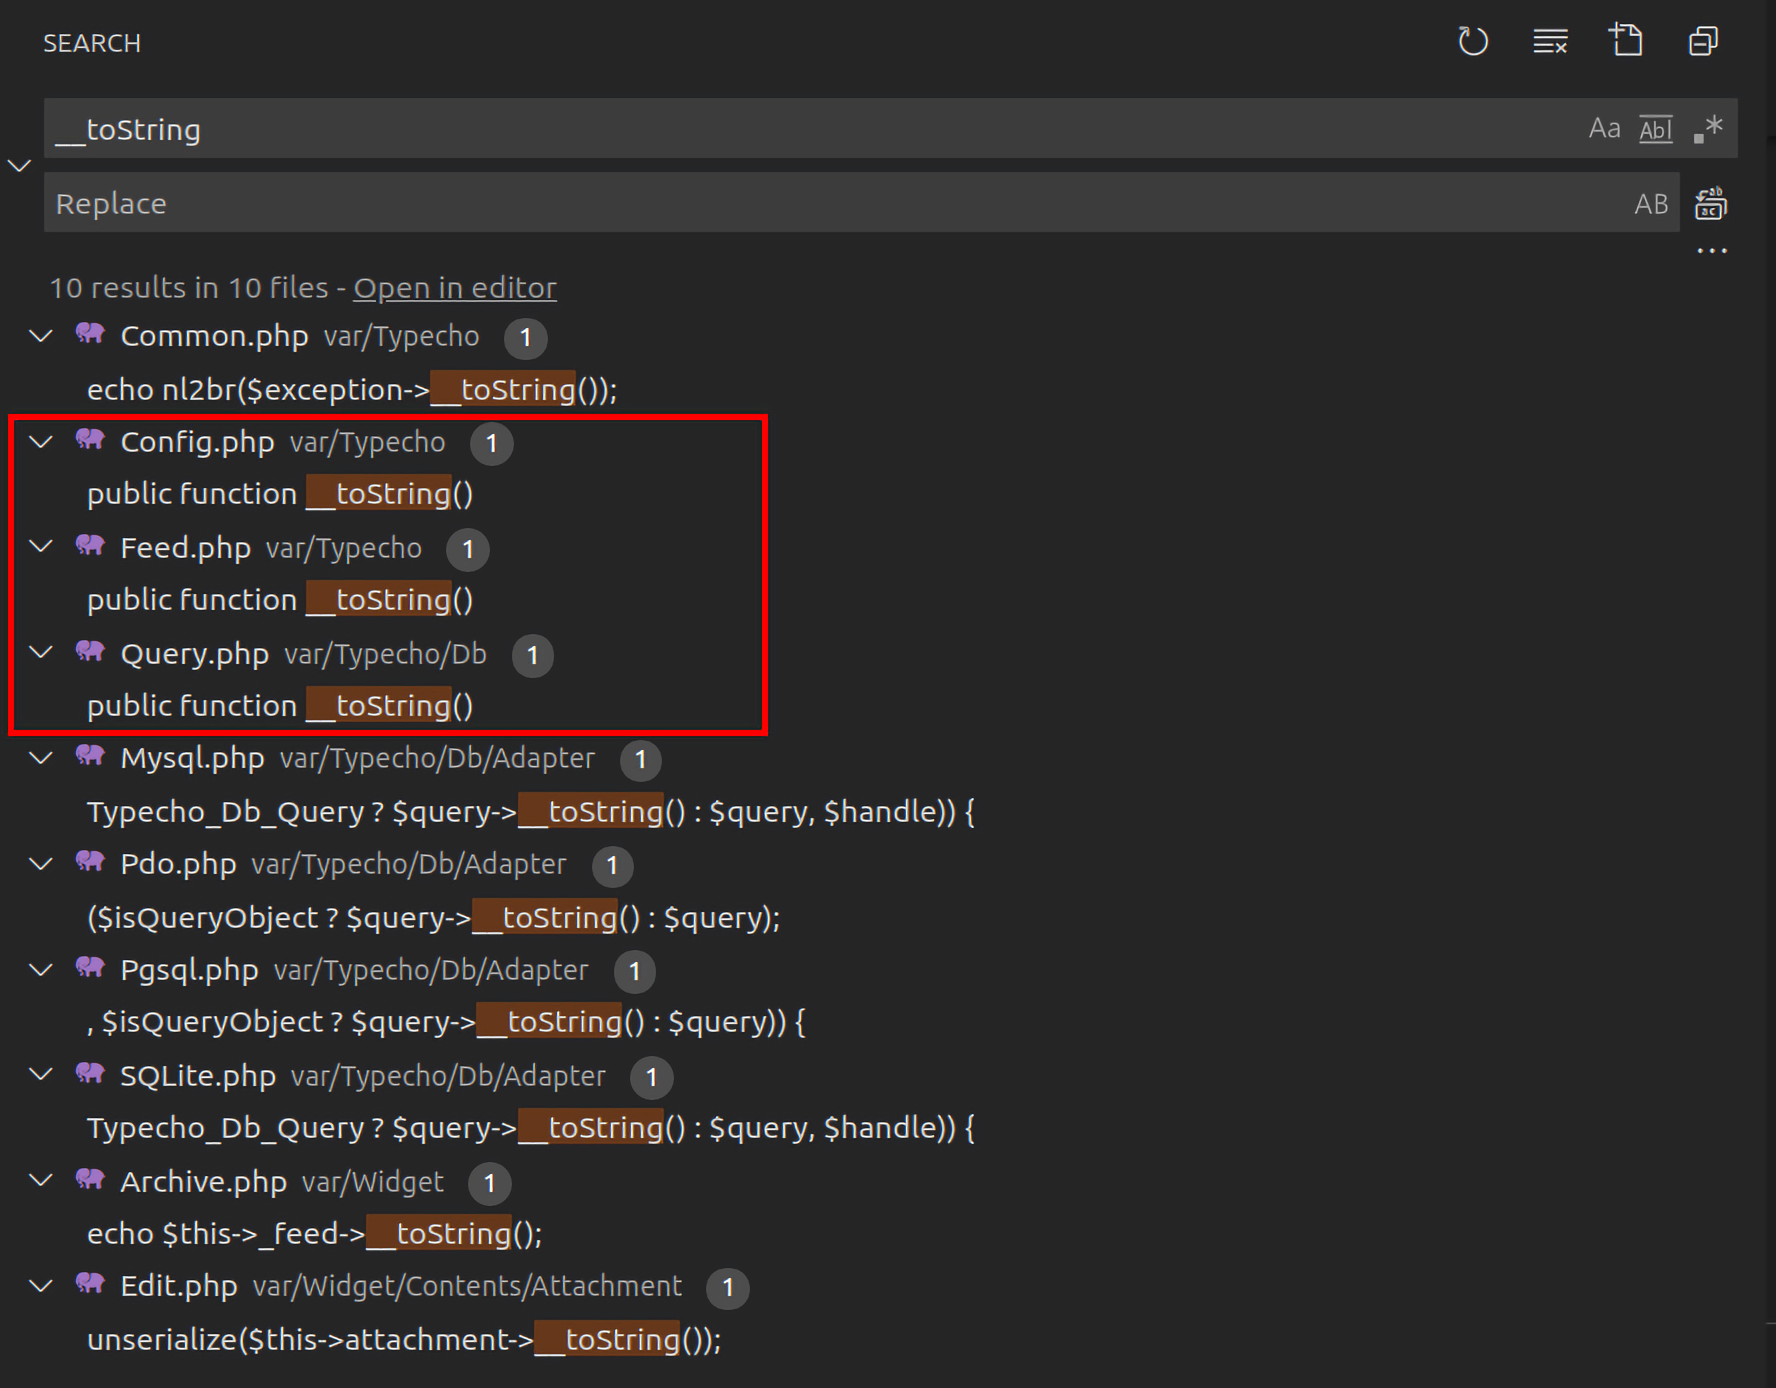 SEARCH
__toString
Aa Abl .*
Replace
AB
ab
ac
...
10 results in 10 files - Open in editor
Common.php var/Typecho 1
echo nl2br($exception->__toString());
Config.php var/Typecho 1
public function __toString()
Feed.php var/Typecho 1
public function __toString()
Query.php var/Typecho/Db 1
public function __toString()
Mysql.php var/Typecho/Db/Adapter 1
Typecho_Db_Query ? $query->__toString() : $query, $handle)) {
Pdo.php var/Typecho/Db/Adapter 1
($isQueryObject ? $query->__toString() : $query);
Pgsql.php var/Typecho/Db/Adapter 1
, $isQueryObject ? $query->__toString() : $query)) {
SQLite.php var/Typecho/Db/Adapter 1
Typecho_Db_Query ? $query->__toString() : $query, $handle)) {
Archive.php var/Widget 1
echo $this->_feed->__toString();
Edit.php var/Widget/Contents/Attachment 1
unserialize($this->attachment->__toString());